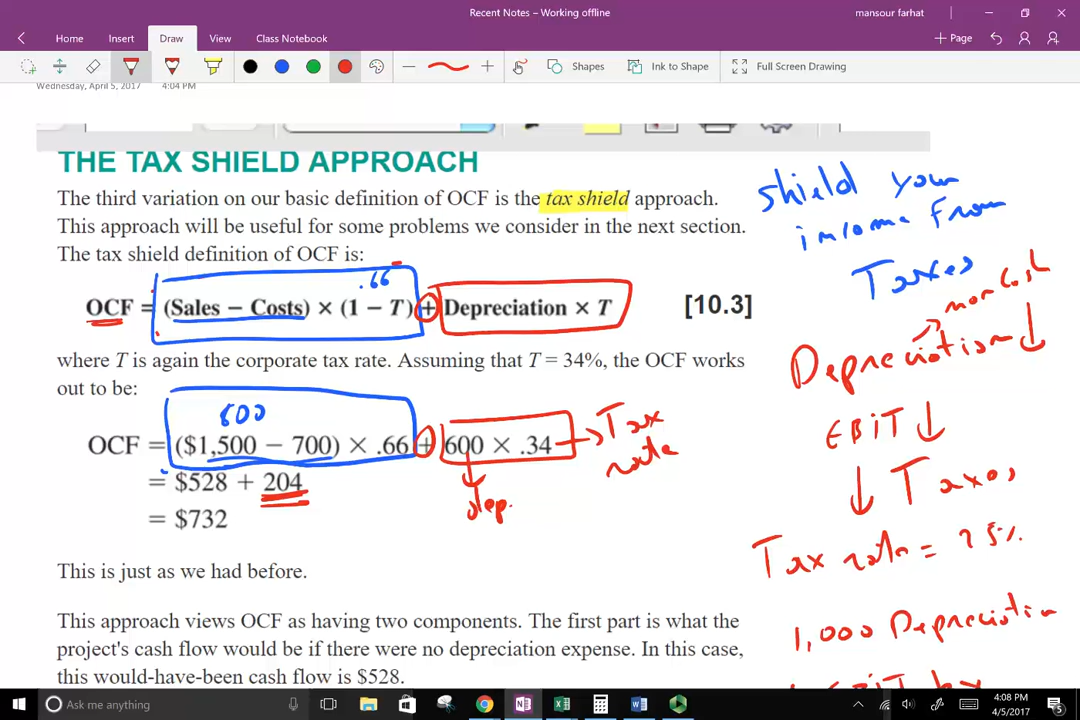 Recent Notes – Working offline
mansour farhat
Home Insert Draw View Class Notebook
Page
Shapes Ink to Shape Full Screen Drawing
Wednesday, April 5, 2017 4:04 PM
THE TAX SHIELD APPROACH
The third variation on our basic definition of OCF is the tax shield approach.
This approach will be useful for some problems we consider in the next section.
The tax shield definition of OCF is:
shield your
income from
Taxes
.66
OCF = (Sales – Costs) × (1 – T) + Depreciation × T [10.3]
non cash
Depreciation ↓
where T is again the corporate tax rate. Assuming that T = 34%, the OCF works
out to be:
800
EBIT ↓
OCF = ($1,500 – 700) × .66 + 600 × .34
Tax
rate
= $528 + 204
dep.
↓ Taxes
= $732
Tax rate = 25%
This is just as we had before.
1,000 Depreciation
This approach views OCF as having two components. The first part is what the
project's cash flow would be if there were no depreciation expense. In this case,
this would-have-been cash flow is $528.
EBIT by
Ask me anything
4:08 PM
4/5/2017
5